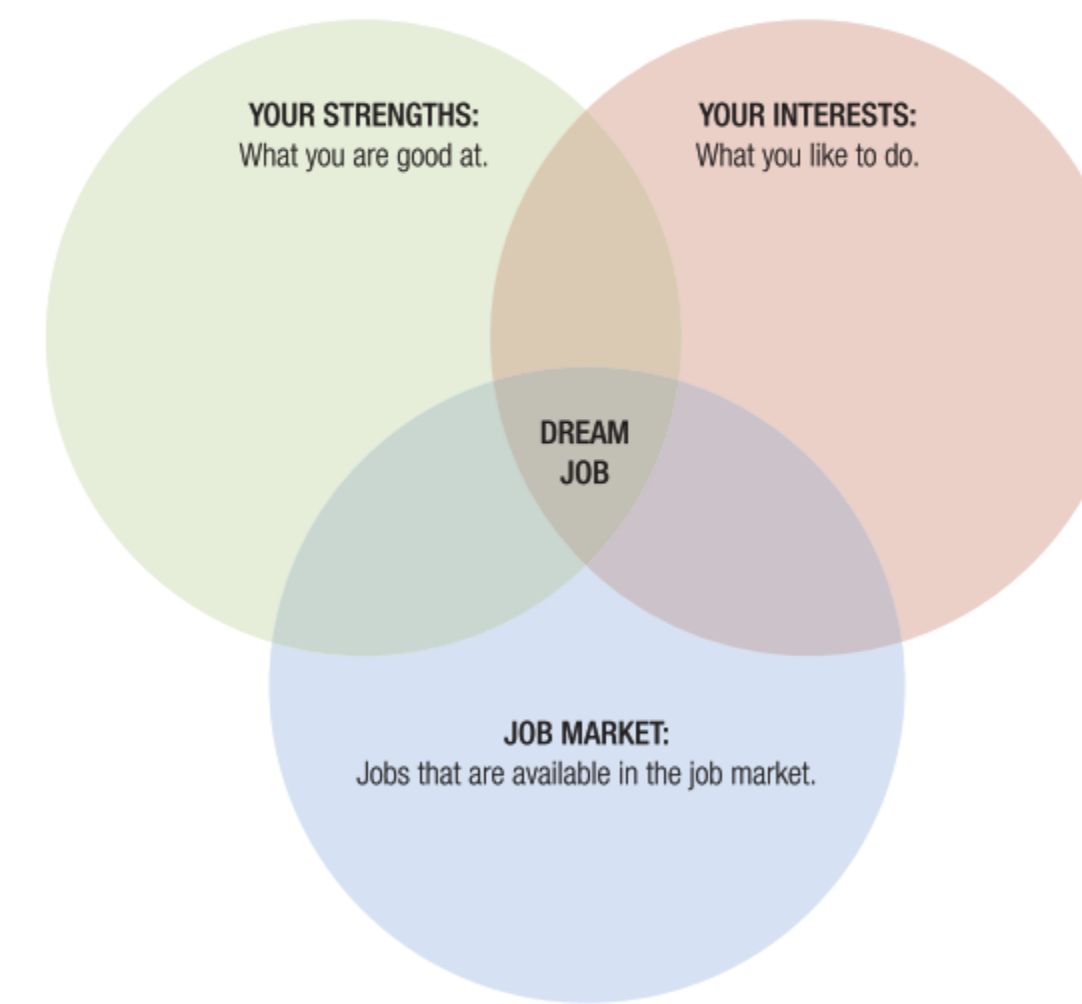 YOUR STRENGTHS:
What you are good at.
YOUR INTERESTS:
What you like to do.
DREAM
JOB
JOB MARKET:
Jobs that are available in the job market.